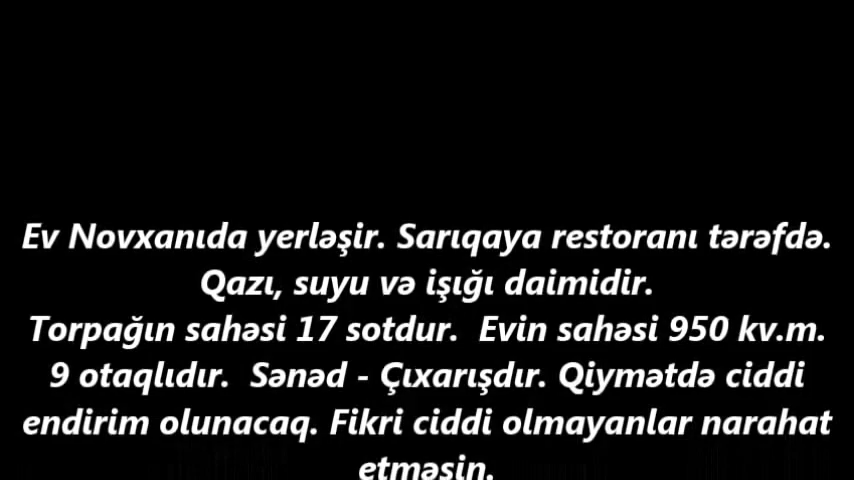 Ev Novxanıda yerləşir. Sarıqaya restoranı tərəfdə.
Qazı, suyu və işığı daimidir.
Torpağın sahəsi 17 sotdur. Evin sahəsi 950 kv.m.
9 otaqlıdır. Sənəd - Çıxarışdır. Qiymətdə ciddi
endirim olunacaq. Fikri ciddi olmayanlar narahat
etməsin.